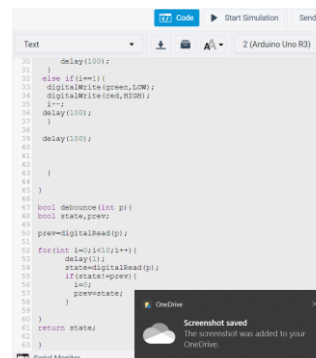 Code
Start Simulation
Send
Text
2 (Arduino Uno R3)
30 delay(100);
31 }
32 else if(i==1){
33 digitalWrite(green,LOW);
34 digitalWrite(red,HIGH);
35 i--;
36 delay(100);
37 }
38
39 delay(100);
40
41
42
43 }
44
45 }
46
47 bool debounce(int p){
48 bool state,prev;
49
50 prev=digitalRead(p);
51
52 for(int i=0;i<10;i++){
53 delay(1);
54 state=digitalRead(p);
55 if(state!=prev){
56 i=0;
57 prev=state;
58 }
59
60 }
61 return state;
62
63 }
Serial Monitor
OneDrive
Screenshot saved
The screenshot was added to your
OneDrive.